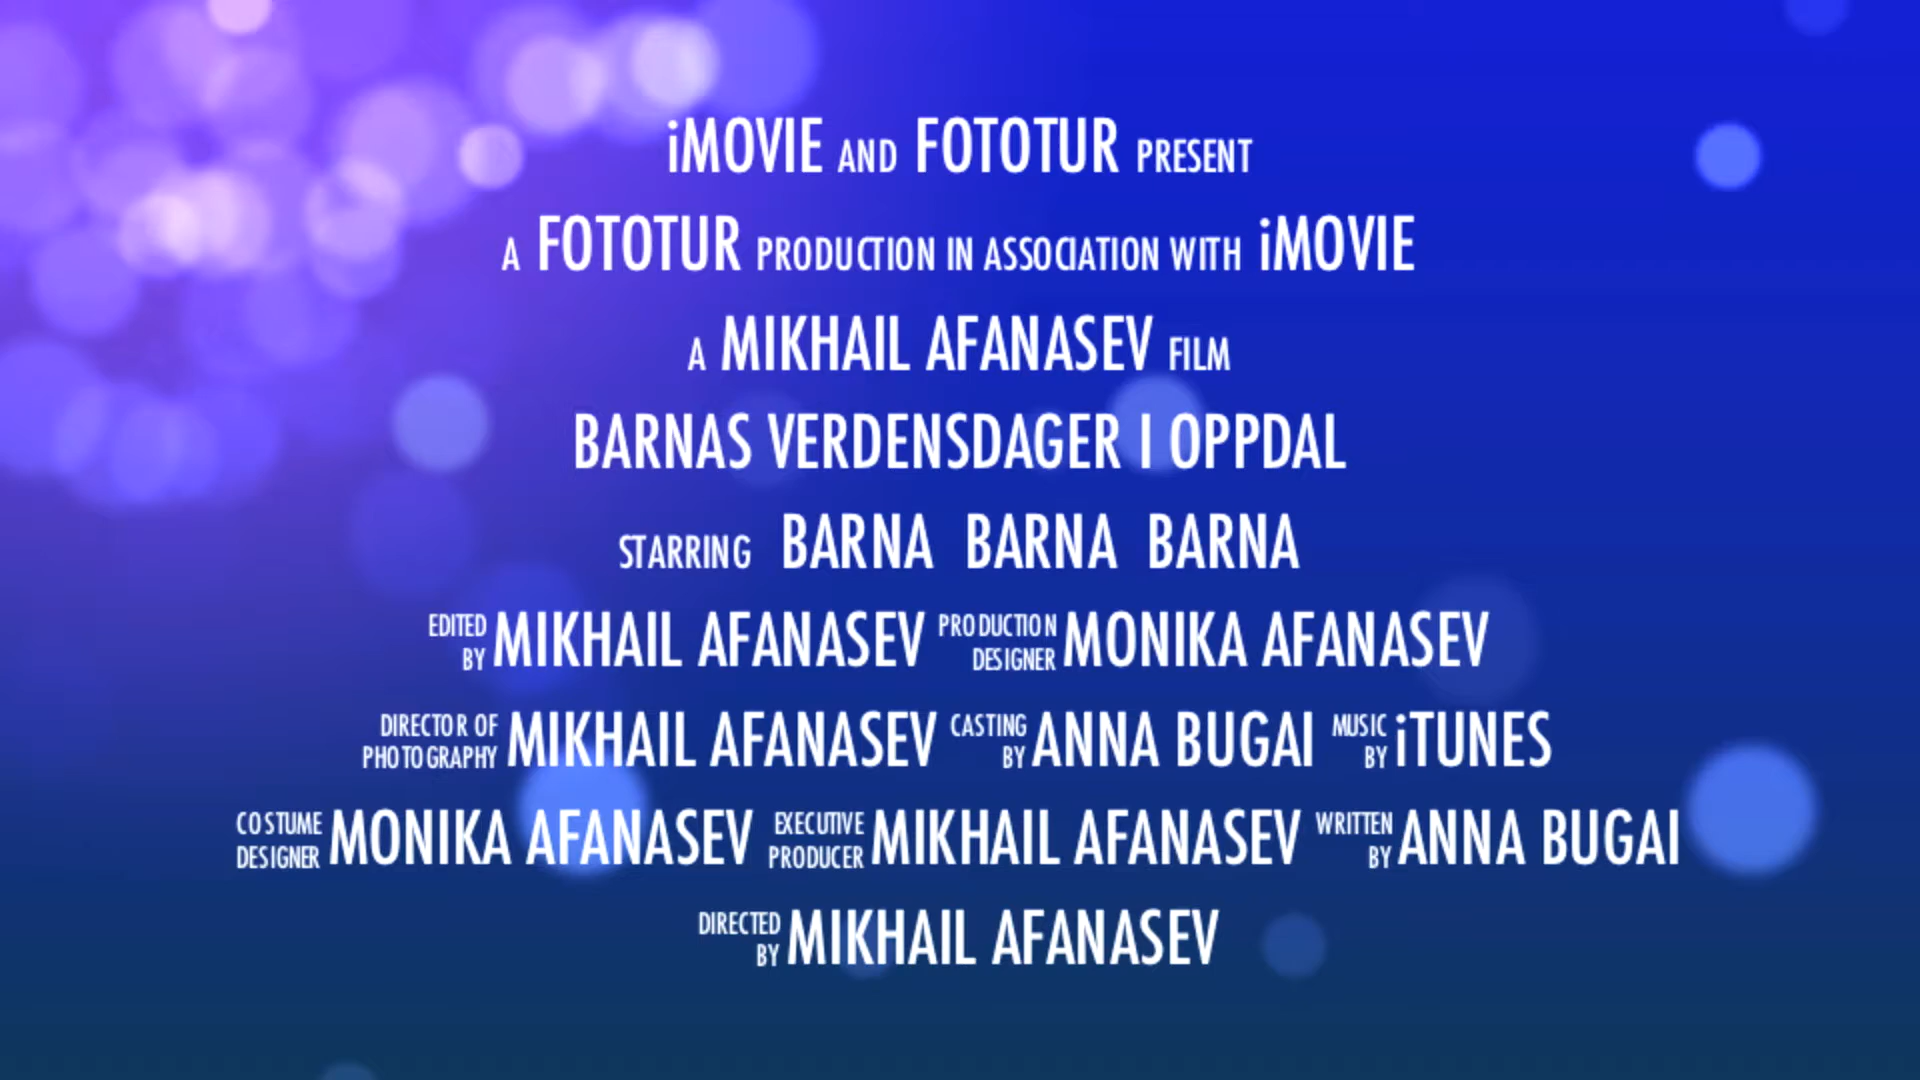 iMOVIE AND FOTOTUR PRESENT
A FOTOTUR PRODUCTION IN ASSOCIATION WITH iMOVIE
A MIKHAIL AFANASEV FILM
BARNAS VERDENSDAGER I OPPDAL
STARRING BARNA BARNA BARNA
EDITED BY MIKHAIL AFANASEV PRODUCTION DESIGNER MONIKA AFANASEV
DIRECTOR OF PHOTOGRAPHY MIKHAIL AFANASEV CASTING BY ANNA BUGAI MUSIC BY iTUNES
COSTUME DESIGNER MONIKA AFANASEV EXECUTIVE PRODUCER MIKHAIL AFANASEV WRITTEN BY ANNA BUGAI
DIRECTED BY MIKHAIL AFANASEV